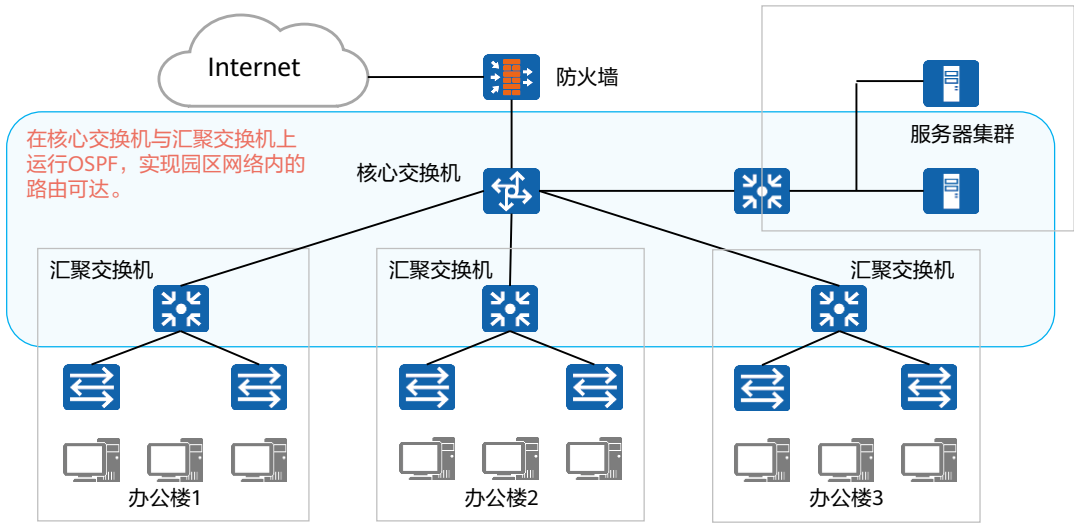 Internet
防火墙
服务器集群
在核心交换机与汇聚交换机上
运行OSPF，实现园区网络内的
路由可达。
核心交换机
汇聚交换机
汇聚交换机
汇聚交换机
办公楼1
办公楼2
办公楼3